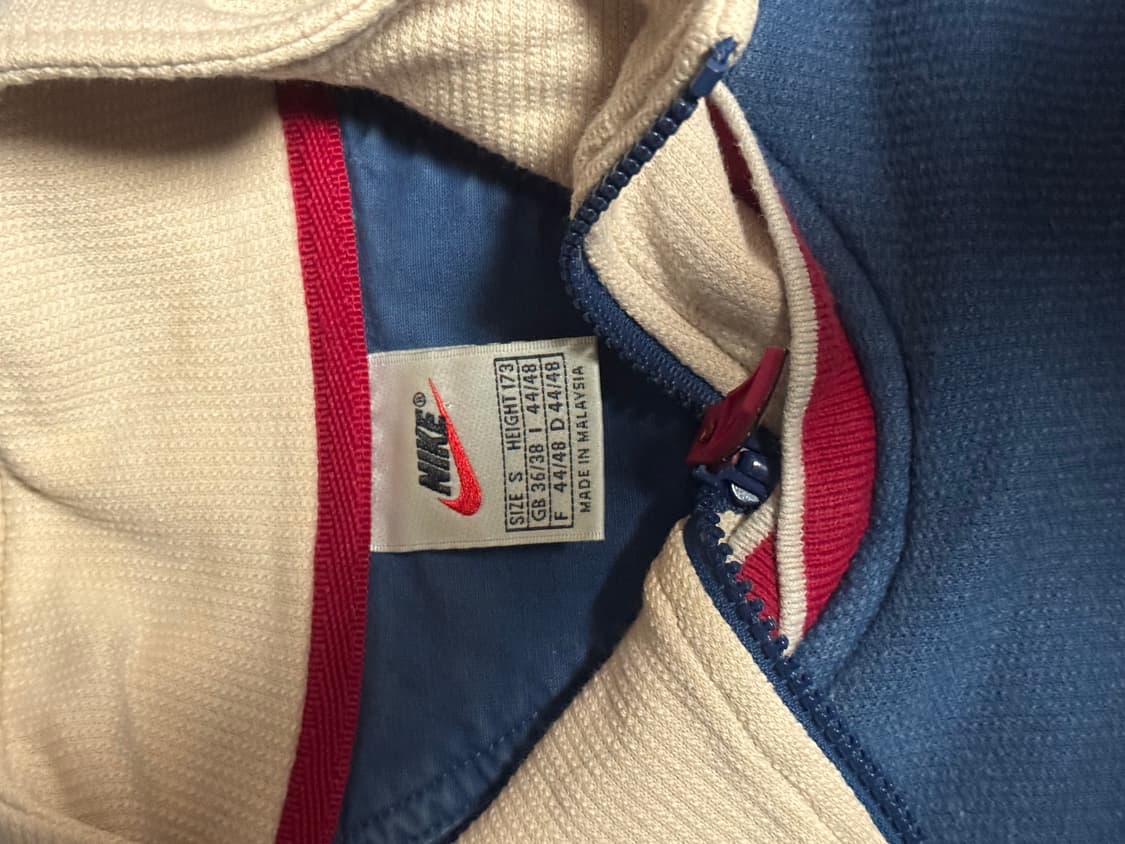 NIKE®
SIZE S HEIGHT 173
GB 36/38 I 44/48
F 44/48 D 44/48
MADE IN MALAYSIA